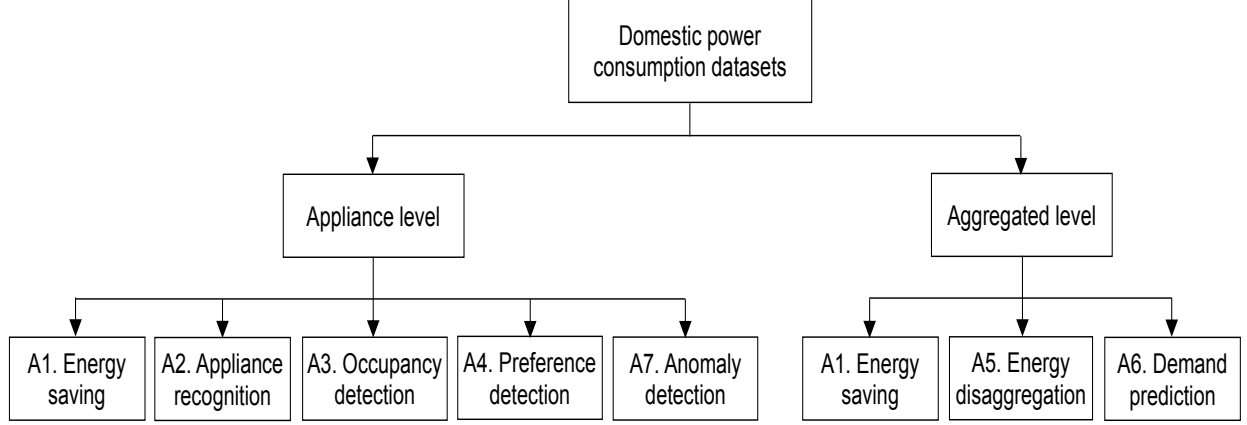 Domestic power
consumption datasets
Appliance level
Aggregated level
A1. Energy
saving
A2. Appliance
recognition
A3. Occupancy
detection
A4. Preference
detection
A7. Anomaly
detection
A1. Energy
saving
A5. Energy
disaggregation
A6. Demand
prediction